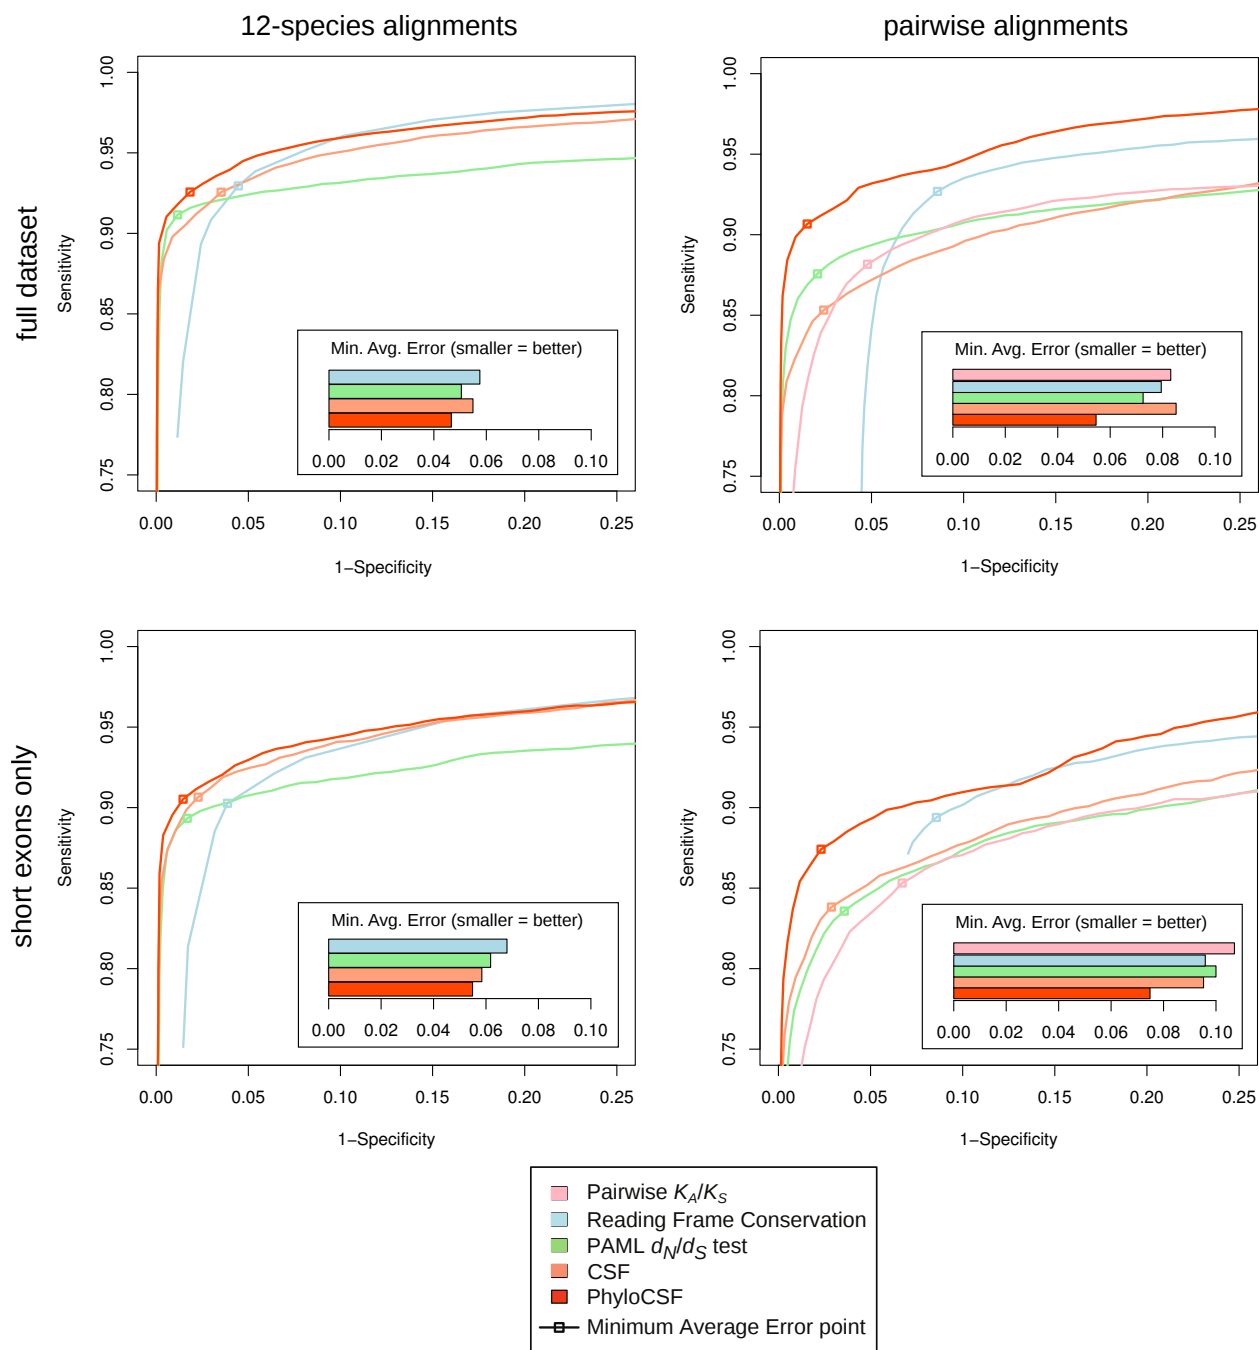 12-species alignments
pairwise alignments
full dataset
Sensitivity
1.00
0.95
0.90
0.85
0.80
0.75
Min. Avg. Error (smaller = better)
0.00 0.02 0.04 0.06 0.08 0.10
0.00 0.05 0.10 0.15 0.20 0.25
1−Specificity
Sensitivity
1.00
0.95
0.90
0.85
0.80
0.75
Min. Avg. Error (smaller = better)
0.00 0.02 0.04 0.06 0.08 0.10
0.00 0.05 0.10 0.15 0.20 0.25
1−Specificity
short exons only
Sensitivity
1.00
0.95
0.90
0.85
0.80
0.75
Min. Avg. Error (smaller = better)
0.00 0.02 0.04 0.06 0.08 0.10
0.00 0.05 0.10 0.15 0.20 0.25
1−Specificity
Sensitivity
1.00
0.95
0.90
0.85
0.80
0.75
Min. Avg. Error (smaller = better)
0.00 0.02 0.04 0.06 0.08 0.10
0.00 0.05 0.10 0.15 0.20 0.25
1−Specificity
Pairwise KA/KS
Reading Frame Conservation
PAML dN/dS test
CSF
PhyloCSF
Minimum Average Error point